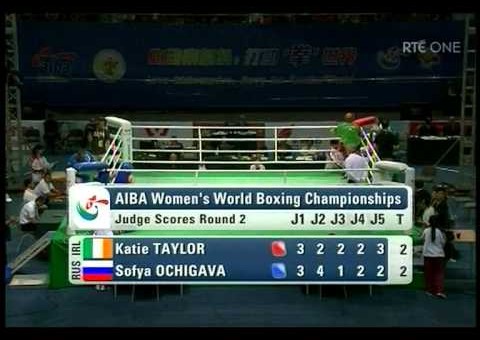 RTÉ ONE
AIBA Women's World Boxing Championships
Judge Scores Round 2 J1 J2 J3 J4 J5 T
IRL Katie TAYLOR 3 2 2 2 3 2
RUS Sofya OCHIGAVA 3 4 1 2 2 2